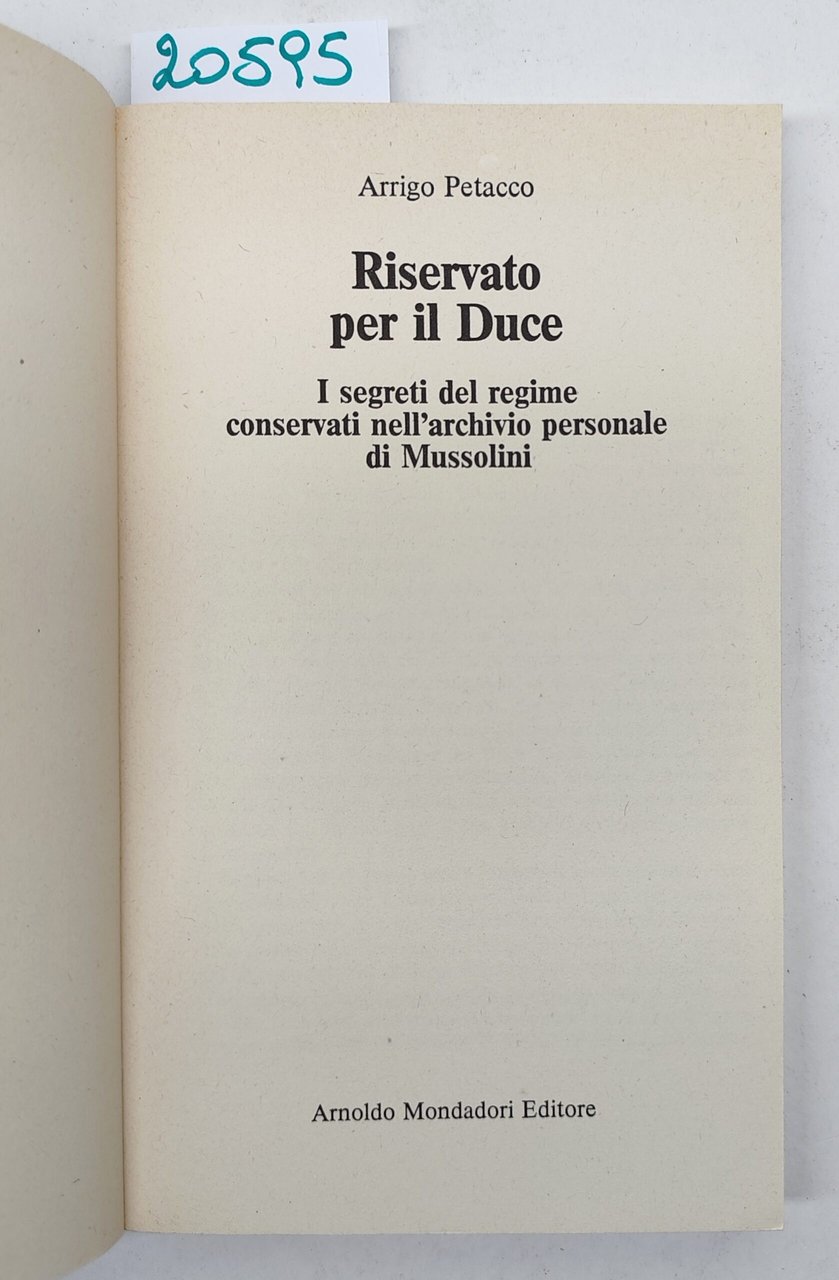 20595
Arrigo Petacco
Riservato
per il Duce
I segreti del regime
conservati nell'archivio personale
di Mussolini
Arnoldo Mondadori Editore